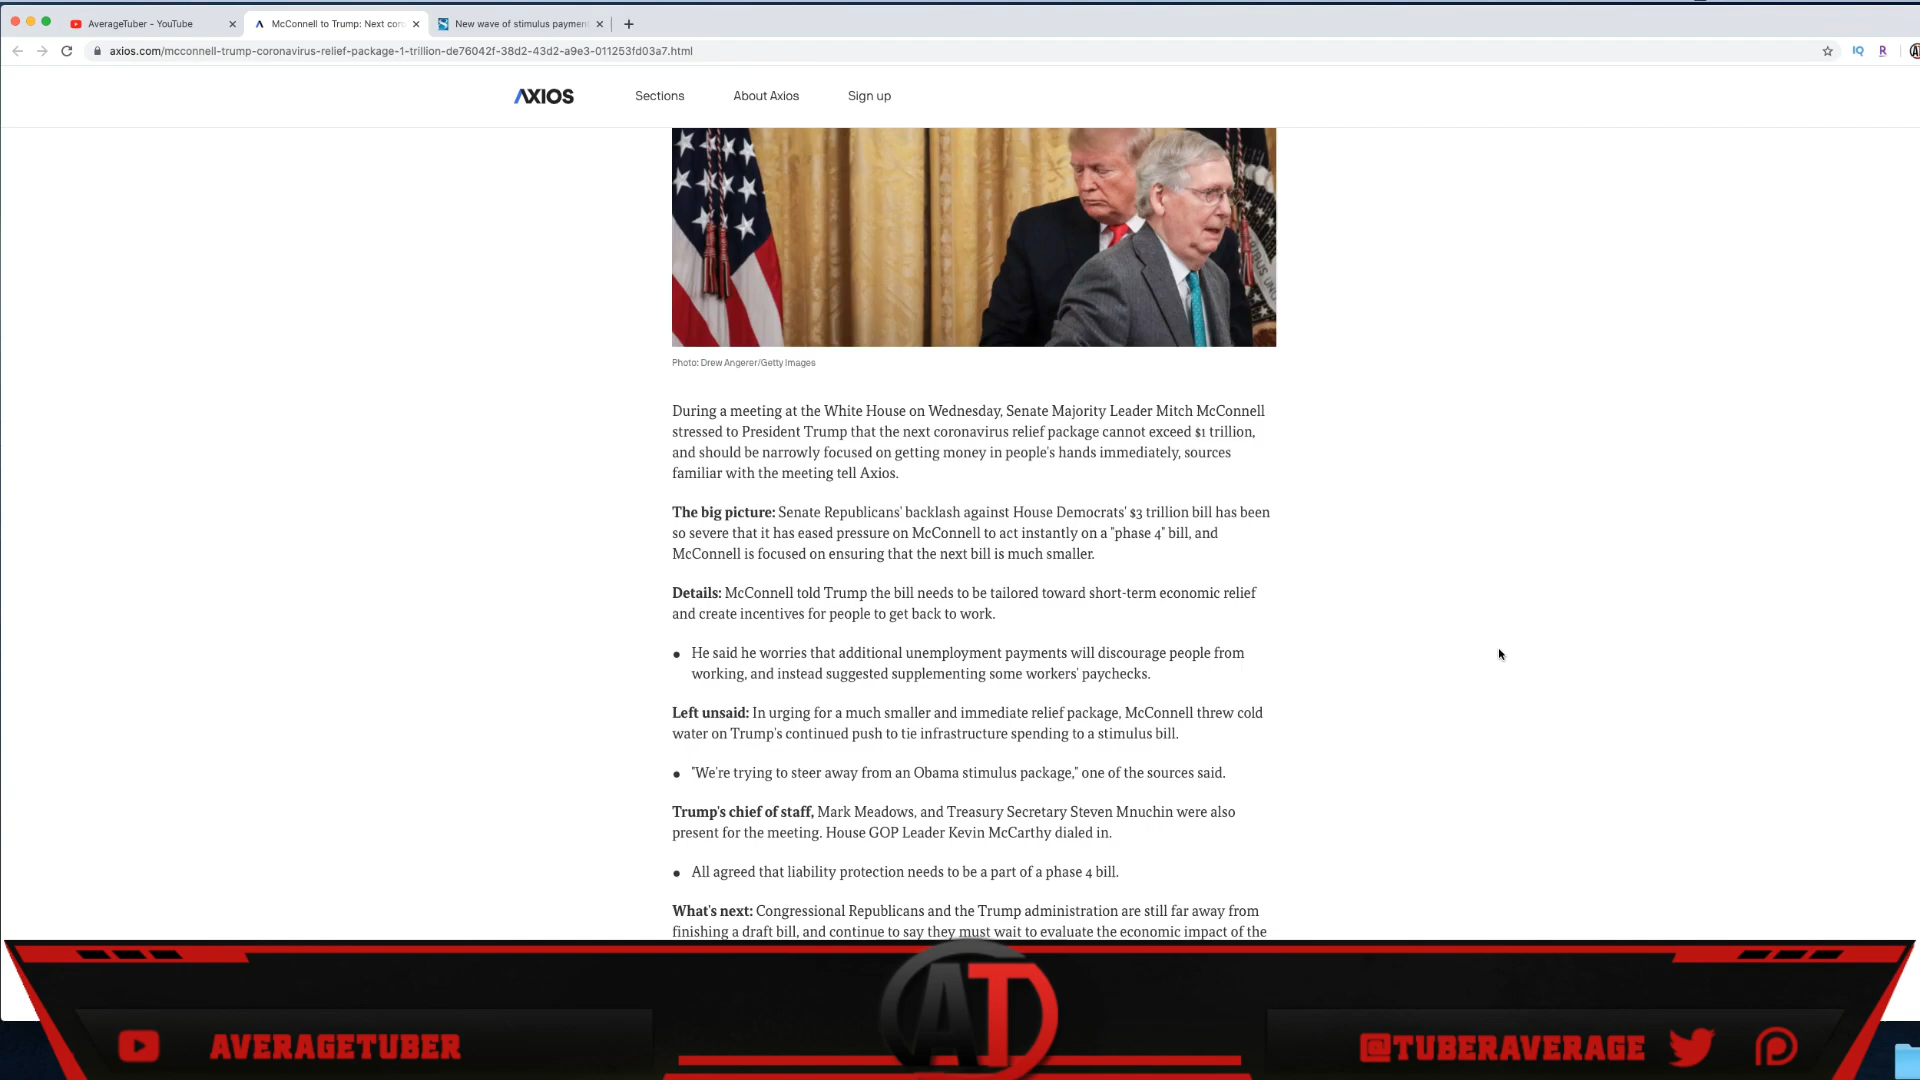 AverageTuber - YouTube
McConnell to Trump: Next cor
New wave of stimulus paymen
axios.com/mcconnell-trump-coronavirus-relief-package-1-trillion-de76042f-38d2-43d2-a9e3-011253fd03a7.html
IQ
R
AXIOS
Sections
About Axios
Sign up
Photo: Drew Angerer/Getty Images
During a meeting at the White House on Wednesday, Senate Majority Leader Mitch McConnell
stressed to President Trump that the next coronavirus relief package cannot exceed $1 trillion,
and should be narrowly focused on getting money in people's hands immediately, sources
familiar with the meeting tell Axios.
The big picture: Senate Republicans' backlash against House Democrats' $3 trillion bill has been
so severe that it has eased pressure on McConnell to act instantly on a "phase 4" bill, and
McConnell is focused on ensuring that the next bill is much smaller.
Details: McConnell told Trump the bill needs to be tailored toward short-term economic relief
and create incentives for people to get back to work.
● He said he worries that additional unemployment payments will discourage people from
working, and instead suggested supplementing some workers' paychecks.
Left unsaid: In urging for a much smaller and immediate relief package, McConnell threw cold
water on Trump's continued push to tie infrastructure spending to a stimulus bill.
● "We're trying to steer away from an Obama stimulus package," one of the sources said.
Trump's chief of staff, Mark Meadows, and Treasury Secretary Steven Mnuchin were also
present for the meeting. House GOP Leader Kevin McCarthy dialed in.
● All agreed that liability protection needs to be a part of a phase 4 bill.
What's next: Congressional Republicans and the Trump administration are still far away from
finishing a draft bill, and continue to say they must wait to evaluate the economic impact of the
AT
AVERAGETUBER
@TUBERAVERAGE